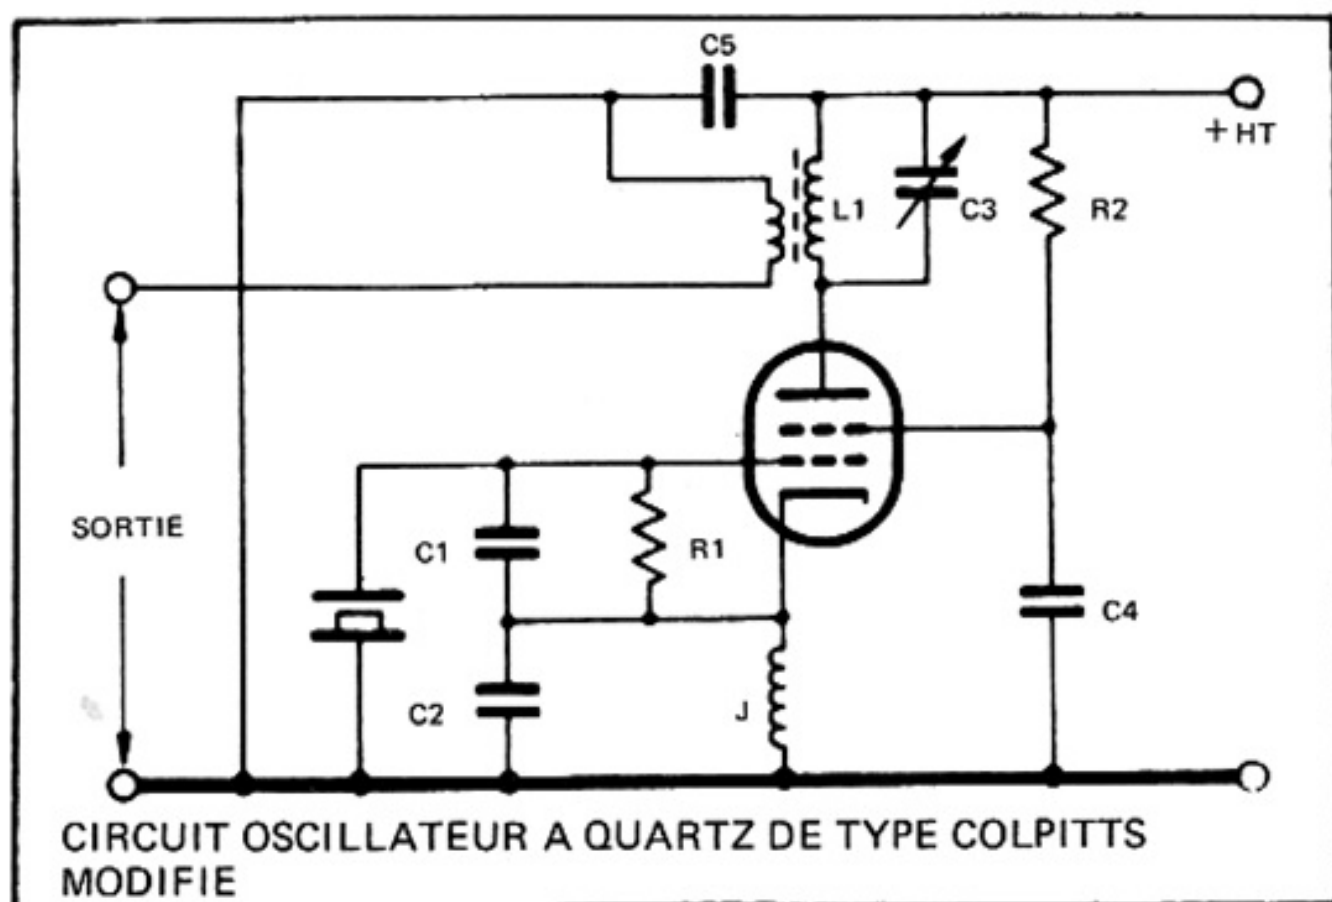 C5
+ HT
L1
C3
R2
SORTIE
C1
R1
C4
C2
J
CIRCUIT OSCILLATEUR A QUARTZ DE TYPE COLPITTS
MODIFIE